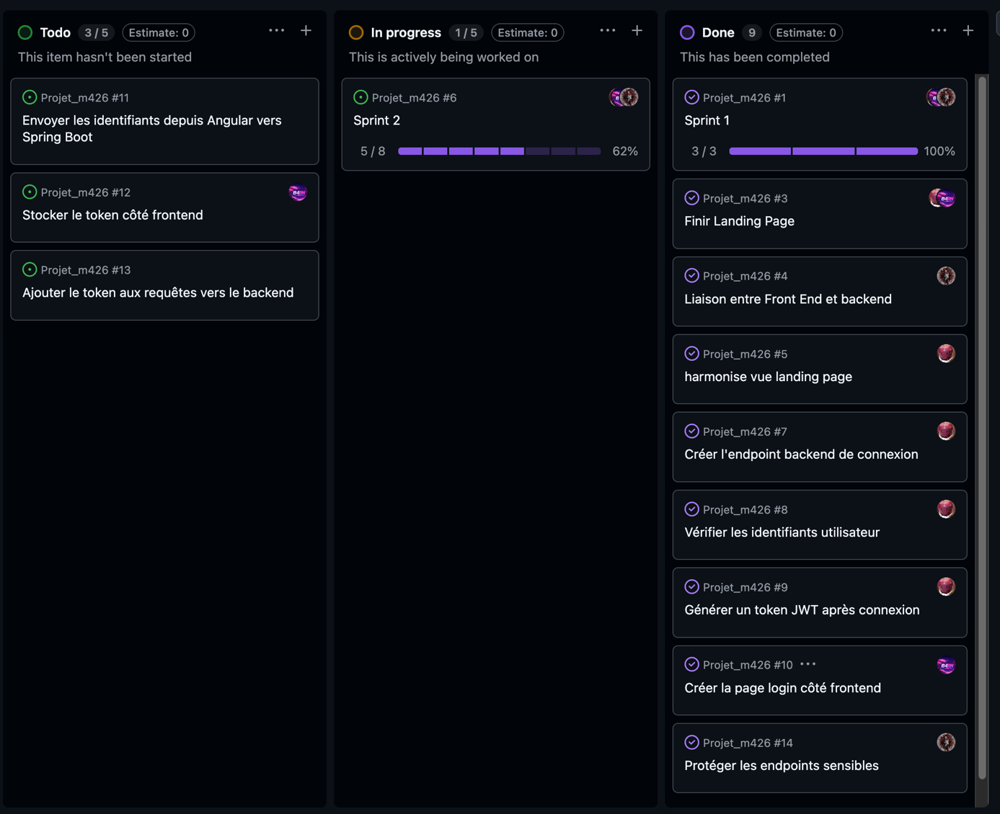 Todo 3 / 5 Estimate: 0
This item hasn't been started
Projet_m426 #11
Envoyer les identifiants depuis Angular vers
Spring Boot
Projet_m426 #12
Stocker le token côté frontend
Projet_m426 #13
Ajouter le token aux requêtes vers le backend
In progress 1 / 5 Estimate: 0
This is actively being worked on
Projet_m426 #6
Sprint 2
5 / 8 62%
Done 9 Estimate: 0
This has been completed
Projet_m426 #1
Sprint 1
3 / 3 100%
Projet_m426 #3
Finir Landing Page
Projet_m426 #4
Liaison entre Front End et backend
Projet_m426 #5
harmonise vue landing page
Projet_m426 #7
Créer l'endpoint backend de connexion
Projet_m426 #8
Vérifier les identifiants utilisateur
Projet_m426 #9
Générer un token JWT après connexion
Projet_m426 #10
Créer la page login côté frontend
Projet_m426 #14
Protéger les endpoints sensibles